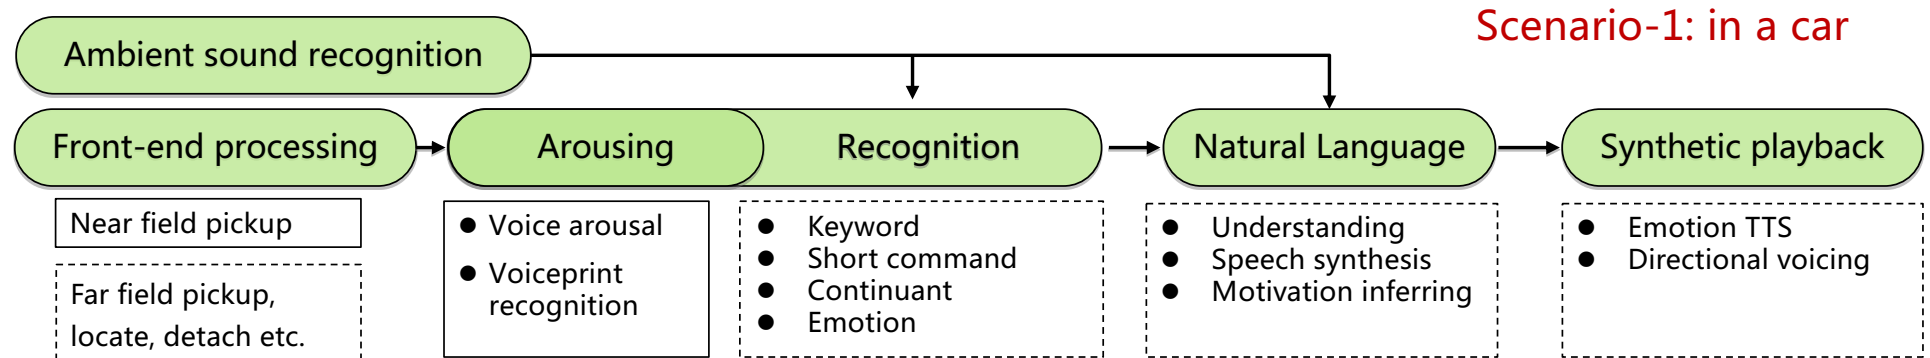 Scenario-1: in a car
Ambient sound recognition
Front-end processing
Arousing
Recognition
Natural Language
Synthetic playback
Near field pickup
Far field pickup,
locate, detach etc.
● Voice arousal
● Voiceprint
recognition
● Keyword
● Short command
● Continuant
● Emotion
● Understanding
● Speech synthesis
● Motivation inferring
● Emotion TTS
● Directional voicing